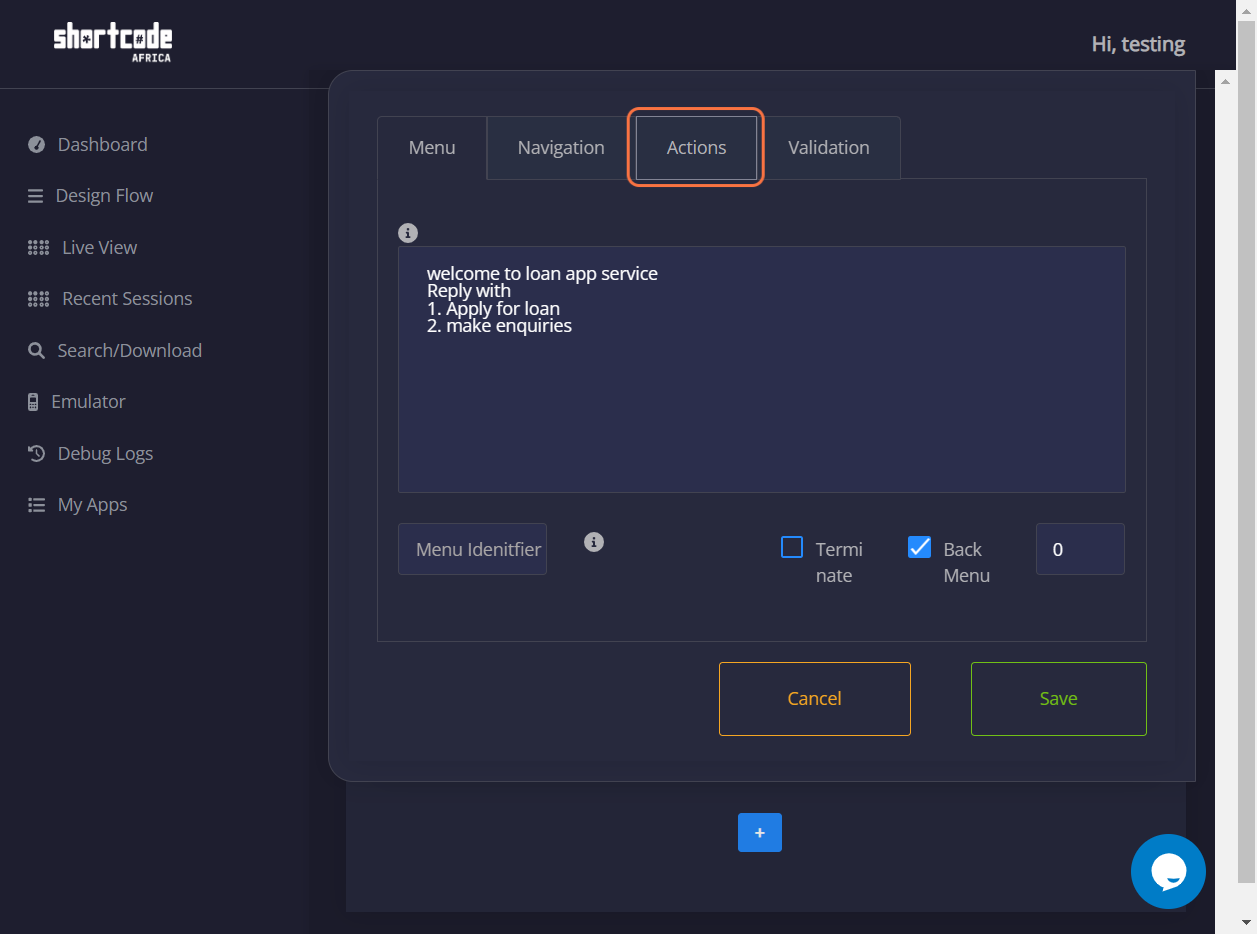 shortcode
AFRICA
Hi, testing
Dashboard
Design Flow
Live View
Recent Sessions
Search/Download
Emulator
Debug Logs
My Apps
Menu
Navigation
Actions
Validation
welcome to loan app service
Reply with
1. Apply for loan
2. make enquiries
Menu Idenitfier
Termi
nate
Back
Menu
0
Cancel
Save
+